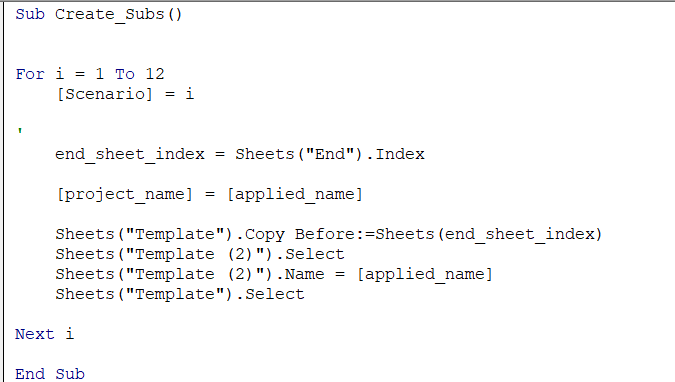 Sub Create_Subs()
For i = 1 To 12
[Scenario] = i
'
end_sheet_index = Sheets("End").Index
[project_name] = [applied_name]
Sheets("Template").Copy Before:=Sheets(end_sheet_index)
Sheets("Template (2)").Select
Sheets("Template (2)").Name = [applied_name]
Sheets("Template").Select
Next i
End Sub